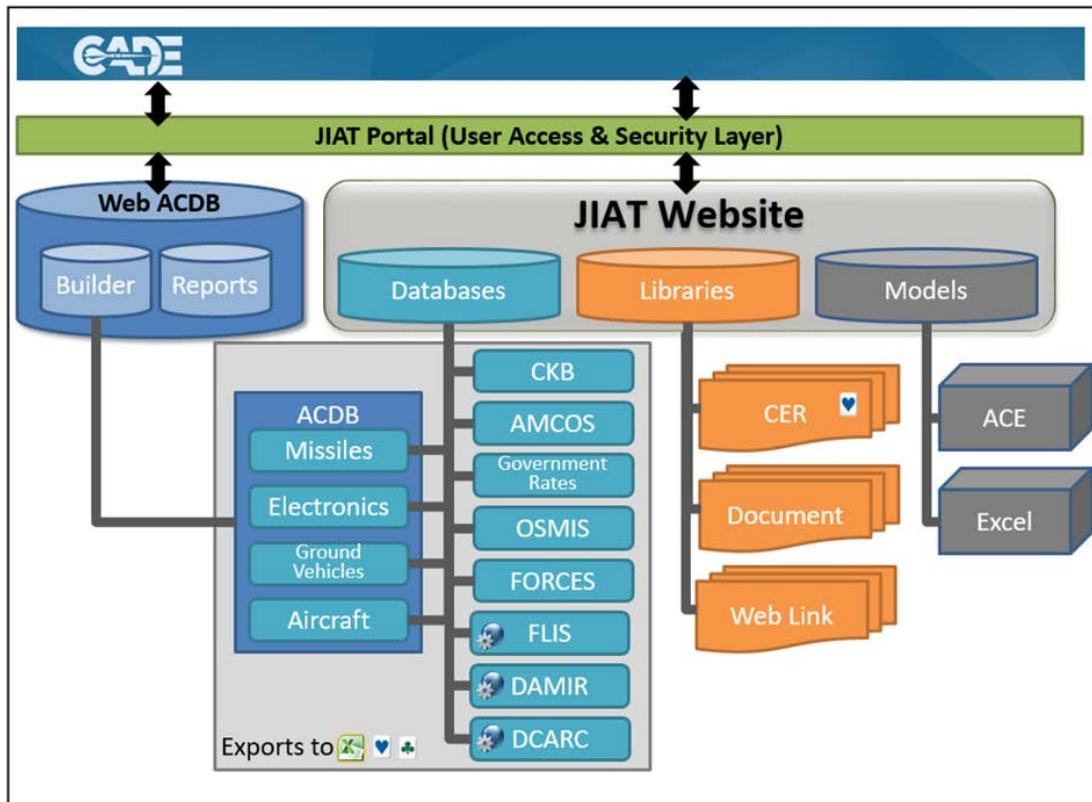 CADE
JIAT Portal (User Access & Security Layer)
Web ACDB
Builder
Reports
JIAT Website
Databases
Libraries
Models
ACDB
Missiles
Electronics
Ground
Vehicles
Aircraft
CKB
AMCOS
Government
Rates
OSMIS
FORCES
FLIS
DAMIR
DCARC
Exports to
CER
Document
Web Link
ACE
Excel